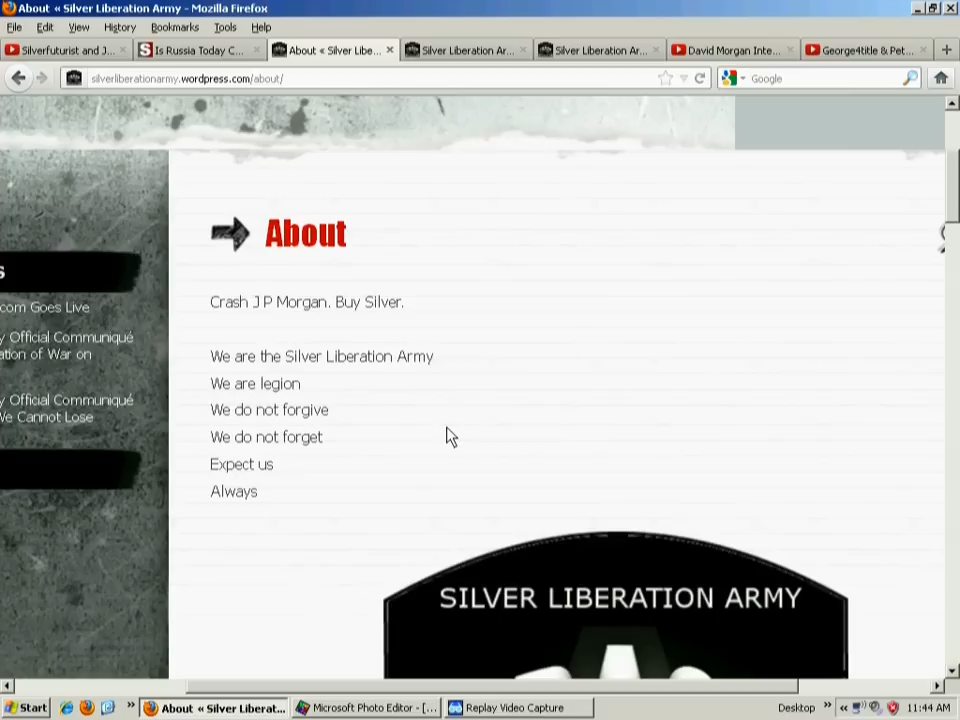 About « Silver Liberation Army - Mozilla Firefox
File Edit View History Bookmarks Tools Help
Silverfuturist and J...
Is Russia Today C...
About « Silver Libe...
Silver Liberation Ar...
Silver Liberation Ar...
David Morgan Inte...
George4title & Pet...
silverliberationarmy.wordpress.com/about/
Google
About
s
Crash J P Morgan. Buy Silver.
com Goes Live
y Official Communiqué
ation of War on
We are the Silver Liberation Army
We are legion
y Official Communiqué
We Cannot Lose
We do not forgive
We do not forget
Expect us
Always
SILVER LIBERATION ARMY
Start
About « Silver Liberat...
Microsoft Photo Editor - [...
Replay Video Capture
Desktop
11:44 AM